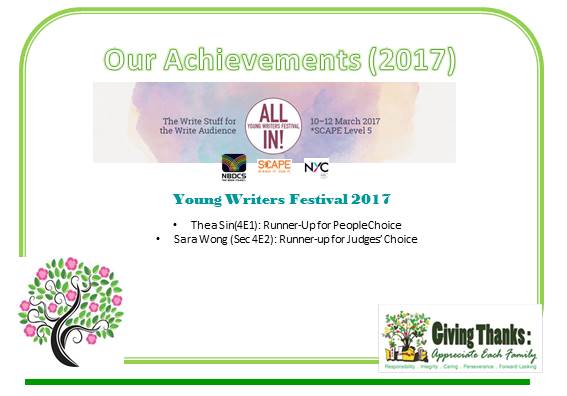 Our Achievements (2017)
The Write Stuff for
the Write Audience
ALL
YOUNG WRITERS FESTIVAL
IN!
10–12 March 2017
*SCAPE Level 5
NBDCS
SCAPE
NYC
Young Writers Festival 2017
• Thea Sin(4E1): Runner-Up for People Choice
• Sara Wong (Sec 4E2): Runner-up for Judges' Choice
Giving Thanks:
Appreciate Each Family
Responsibility . Integrity . Caring . Perseverance . Forward Looking